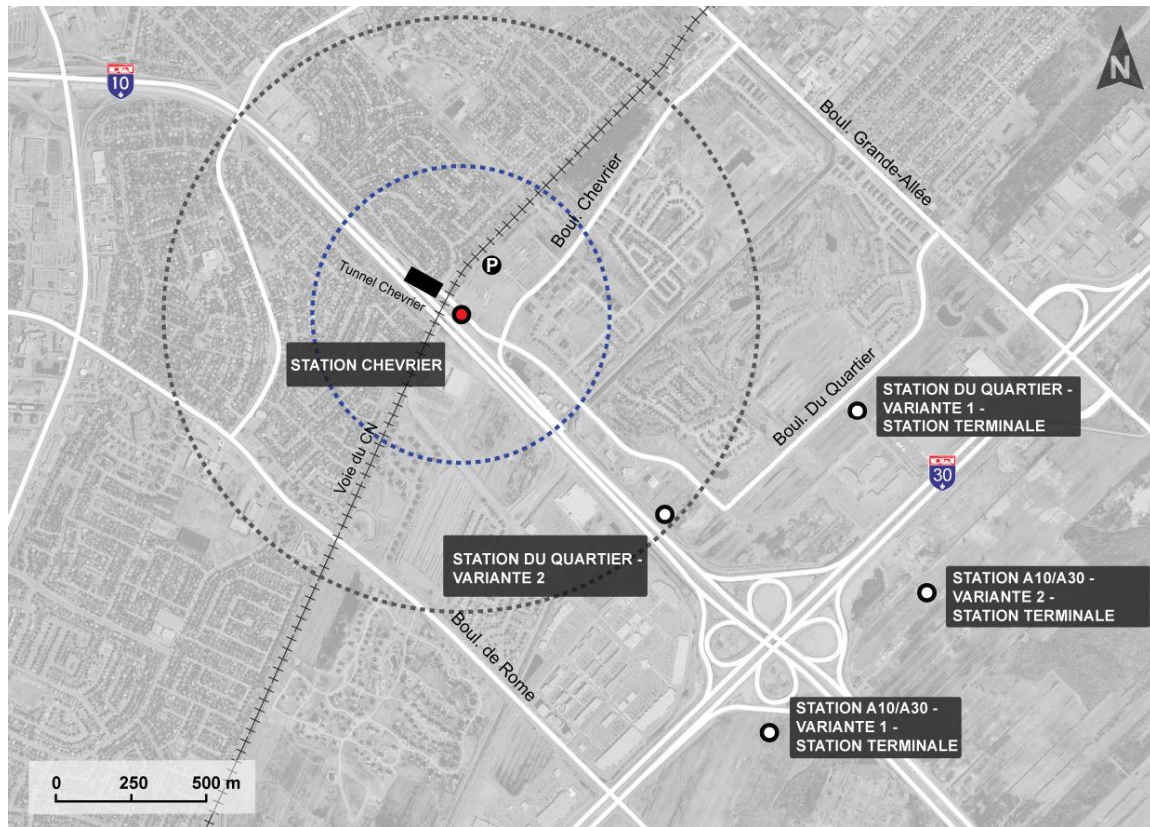 10
N
Boul. Grande-Allée
Boul. Chevrier
P
Tunnel Chevrier
STATION CHEVRIER
Boul. Du Quartier
STATION DU QUARTIER -
VARIANTE 1 -
STATION TERMINALE
Voie du CN
30
STATION DU QUARTIER -
VARIANTE 2
STATION A10/A30 -
VARIANTE 2 -
STATION TERMINALE
Boul. de Rome
STATION A10/A30 -
VARIANTE 1 -
STATION TERMINALE
0 250 500 m